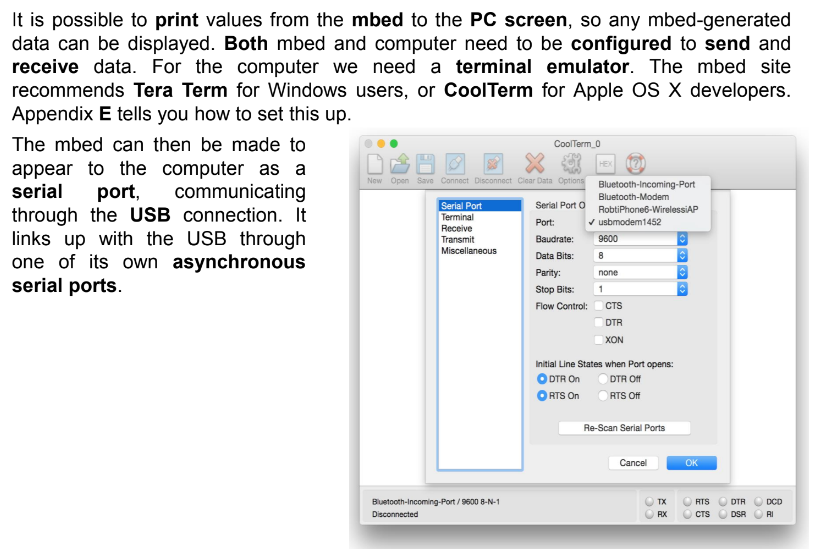 It is possible to print values from the mbed to the PC screen, so any mbed-generated
data can be displayed. Both mbed and computer need to be configured to send and
receive data. For the computer we need a terminal emulator. The mbed site
recommends Tera Term for Windows users, or CoolTerm for Apple OS X developers.
Appendix E tells you how to set this up.
The mbed can then be made to
appear to the computer as a
serial port, communicating
through the USB connection. It
links up with the USB through
one of its own asynchronous
serial ports.
CoolTerm_0
HEX
New Open Save Connect Disconnect Clear Data Options
Serial Port
Terminal
Receive
Transmit
Miscellaneous
Serial Port O
Port:
Bluetooth-Incoming-Port
Bluetooth-Modem
RobtiPhone6-WirelessiAP
✓ usbmodem1452
Baudrate: 9600
Data Bits: 8
Parity: none
Stop Bits: 1
Flow Control: CTS
DTR
XON
Initial Line States when Port opens:
DTR On DTR Off
RTS On RTS Off
Re-Scan Serial Ports
Cancel OK
Bluetooth-Incoming-Port / 9600 8-N-1
Disconnected
TX RTS DTR DCD
RX CTS DSR RI